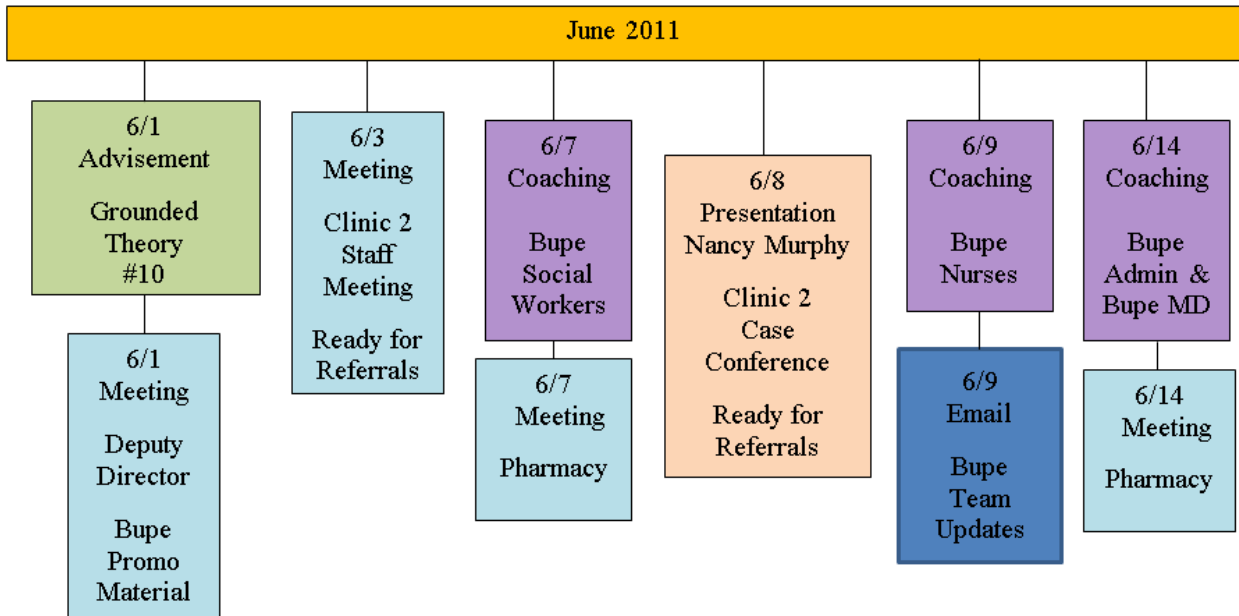 June 2011
6/1
Advisement
Grounded
Theory
#10
6/1
Meeting
Deputy
Director
Bupe
Promo
Material
6/3
Meeting
Clinic 2
Staff
Meeting
Ready for
Referrals
6/7
Coaching
Bupe
Social
Workers
6/7
Meeting
Pharmacy
6/8
Presentation
Nancy Murphy
Clinic 2
Case
Conference
Ready for
Referrals
6/9
Coaching
Bupe
Nurses
6/9
Email
Bupe
Team
Updates
6/14
Coaching
Bupe
Admin &
Bupe MD
6/14
Meeting
Pharmacy